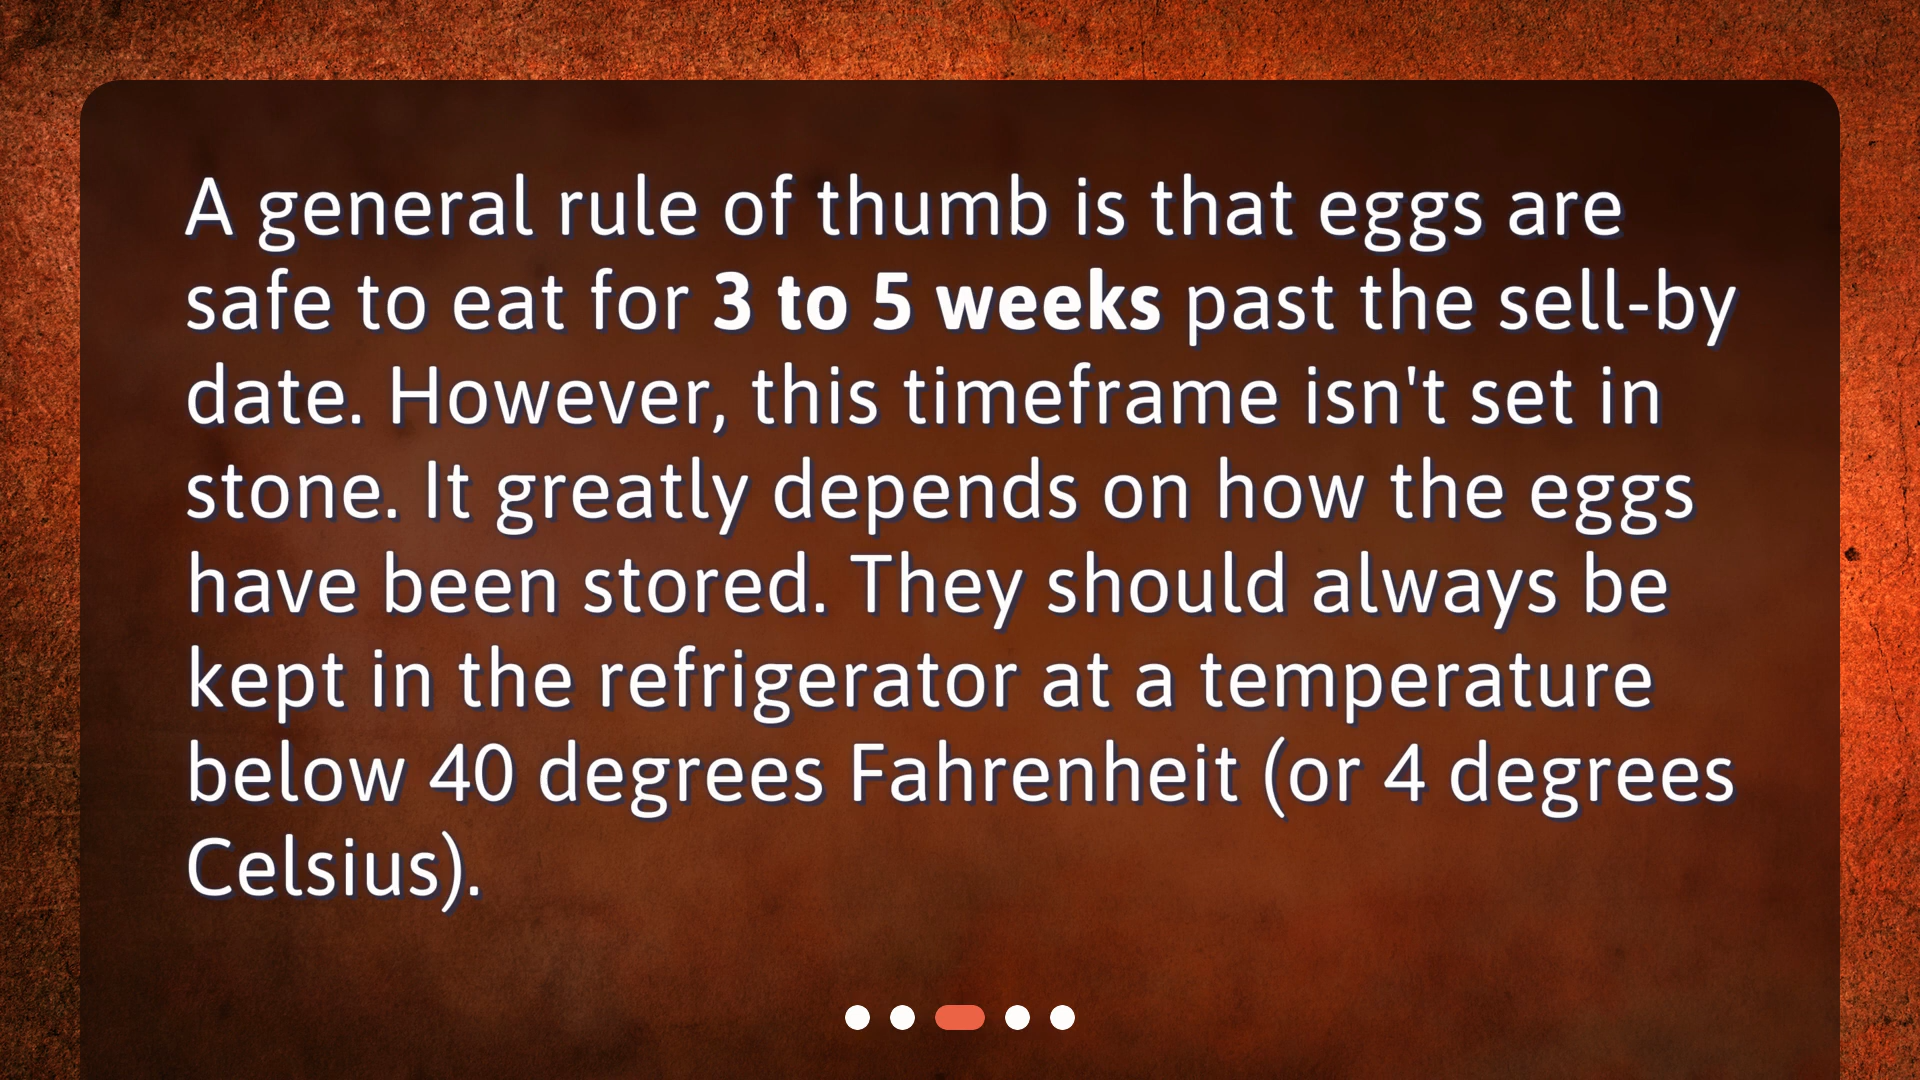 A general rule of thumb is that eggs are
safe to eat for 3 to 5 weeks past the sell-by
date. However, this timeframe isn't set in
stone. It greatly depends on how the eggs
have been stored. They should always be
kept in the refrigerator at a temperature
below 40 degrees Fahrenheit (or 4 degrees
Celsius).